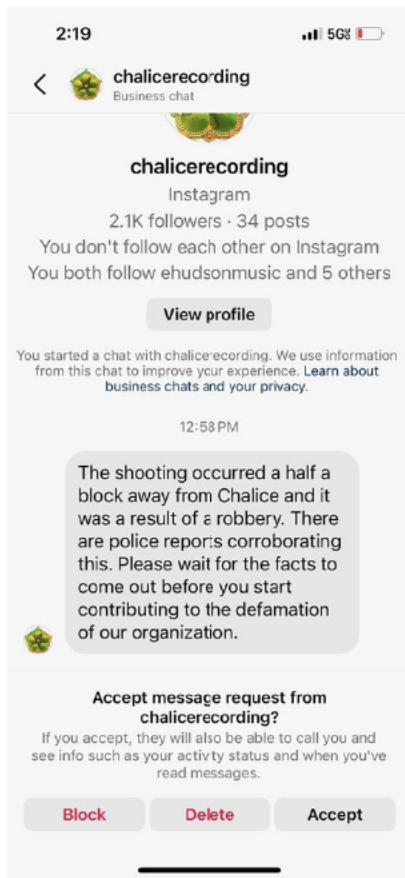 2:19
5G
chalicerecording
Business chat
chalicerecording
Instagram
2.1K followers · 34 posts
You don't follow each other on Instagram
You both follow ehudsonmusic and 5 others
View profile
You started a chat with chalicerecording. We use information
from this chat to improve your experience. Learn about
business chats and your privacy.
12:58 PM
The shooting occurred a half a
block away from Chalice and it
was a result of a robbery. There
are police reports corroborating
this. Please wait for the facts to
come out before you start
contributing to the defamation
of our organization.
Accept message request from
chalicerecording?
If you accept, they will also be able to call you and
see info such as your activty status and when you've
read messages.
Block Delete Accept